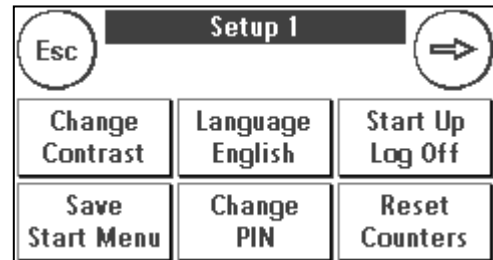 Esc
Setup 1
Change
Contrast
Language
English
Start Up
Log Off
Save
Start Menu
Change
PIN
Reset
Counters